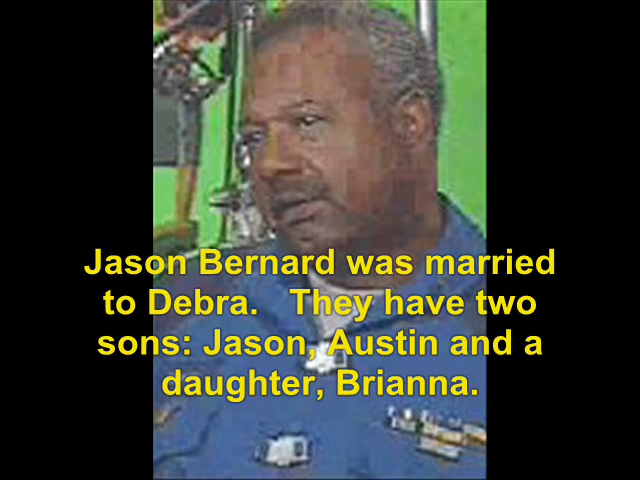 Jason Bernard was married
to Debra.   They have two
sons: Jason, Austin and a
daughter, Brianna.